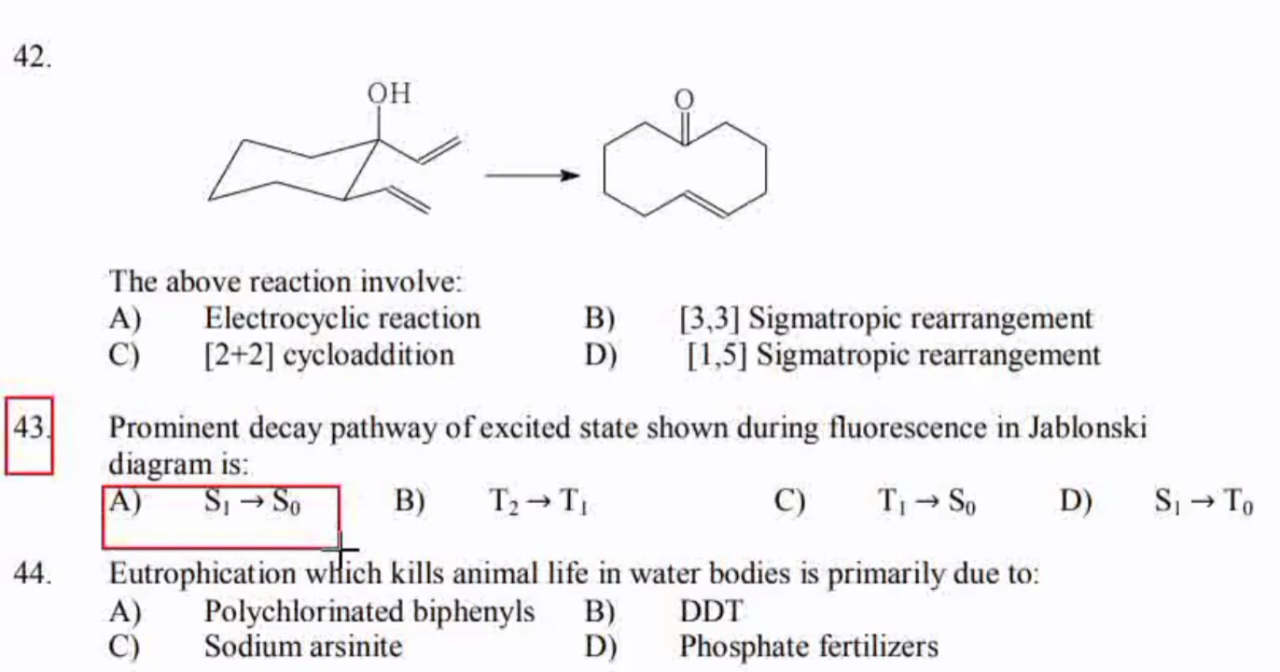 42.
OH
O
The above reaction involve:
A) Electrocyclic reaction B) [3,3] Sigmatropic rearrangement
C) [2+2] cycloaddition D) [1,5] Sigmatropic rearrangement
43. Prominent decay pathway of excited state shown during fluorescence in Jablonski
diagram is:
A) S₁ → S₀ B) T₂ → T₁ C) T₁ → S₀ D) S₁ → T₀
44. Eutrophication which kills animal life in water bodies is primarily due to:
A) Polychlorinated biphenyls B) DDT
C) Sodium arsinite D) Phosphate fertilizers